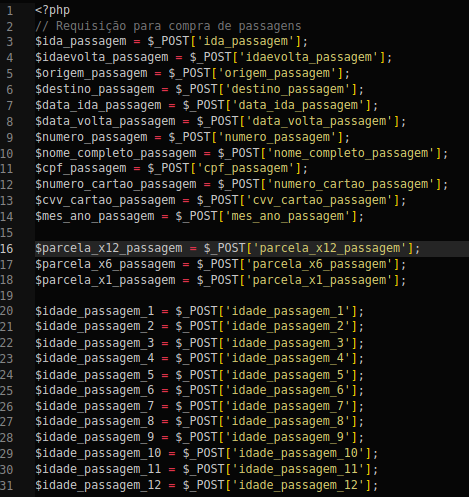 1 <?php
2 // Requisição para compra de passagens
3 $ida_passagem = $_POST['ida_passagem'];
4 $idaevolta_passagem = $_POST['idaevolta_passagem'];
5 $origem_passagem = $_POST['origem_passagem'];
6 $destino_passagem = $_POST['destino_passagem'];
7 $data_ida_passagem = $_POST['data_ida_passagem'];
8 $data_volta_passagem = $_POST['data_volta_passagem'];
9 $numero_passagem = $_POST['numero_passagem'];
10 $nome_completo_passagem = $_POST['nome_completo_passagem'];
11 $cpf_passagem = $_POST['cpf_passagem'];
12 $numero_cartao_passagem = $_POST['numero_cartao_passagem'];
13 $cvv_cartao_passagem = $_POST['cvv_cartao_passagem'];
14 $mes_ano_passagem = $_POST['mes_ano_passagem'];
15
16 $parcela_x12_passagem = $_POST['parcela_x12_passagem'];
17 $parcela_x6_passagem = $_POST['parcela_x6_passagem'];
18 $parcela_x1_passagem = $_POST['parcela_x1_passagem'];
19
20 $idade_passagem_1 = $_POST['idade_passagem_1'];
21 $idade_passagem_2 = $_POST['idade_passagem_2'];
22 $idade_passagem_3 = $_POST['idade_passagem_3'];
23 $idade_passagem_4 = $_POST['idade_passagem_4'];
24 $idade_passagem_5 = $_POST['idade_passagem_5'];
25 $idade_passagem_6 = $_POST['idade_passagem_6'];
26 $idade_passagem_7 = $_POST['idade_passagem_7'];
27 $idade_passagem_8 = $_POST['idade_passagem_8'];
28 $idade_passagem_9 = $_POST['idade_passagem_9'];
29 $idade_passagem_10 = $_POST['idade_passagem_10'];
30 $idade_passagem_11 = $_POST['idade_passagem_11'];
31 $idade_passagem_12 = $_POST['idade_passagem_12'];